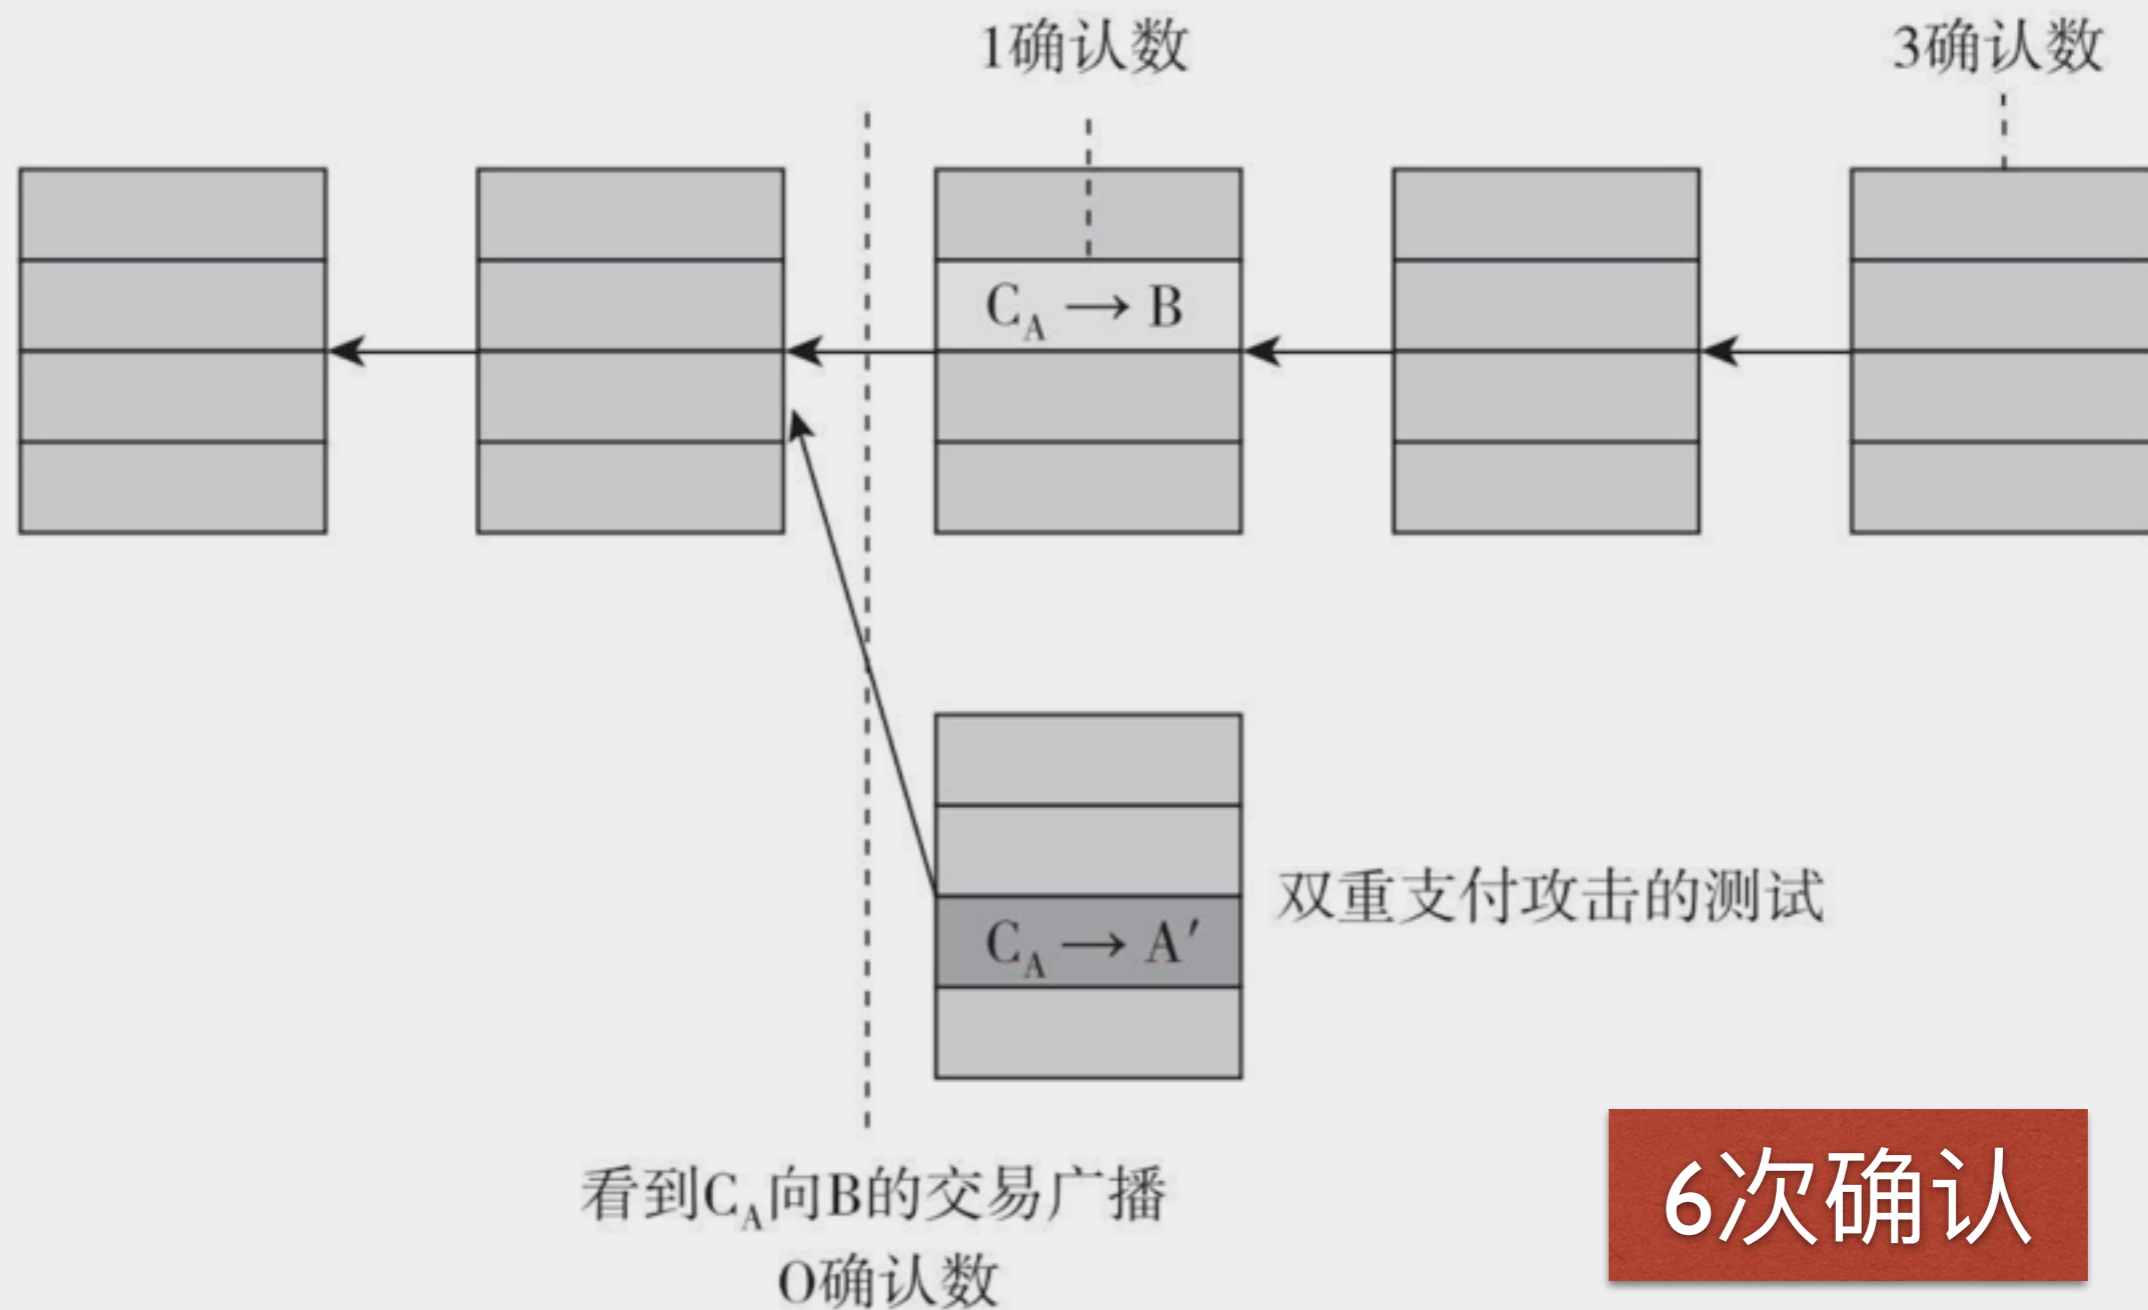 1确认数
3确认数
C_A → B
C_A → A′
双重支付攻击的测试
看到C_A向B的交易广播
0确认数
6次确认